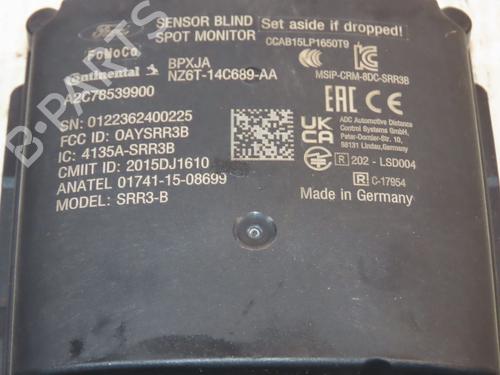 Ford
SENSOR BLIND
SPOT MONITOR
Set aside if dropped!
FoMoCo
CCAB15LP1650T9
Continental
BPXJA
NZ6T-14C689-AA
MSIP-CRM-8DC-SRR3B
A2C78539900
EAC CE
SN: 0122362400225
FCC ID: OAYSRR3B
IC: 4135A-SRR3B
CMIIT ID: 2015DJ1610
ANATEL 01741-15-08699
MODEL: SRR3-B
UK
CA
ADC Automotive Distance
Control Systems GmbH
Peter-Dornier-Str. 10,
88131 Lindau, Germany
R 202 - LSD004
R C-17954
Made in Germany